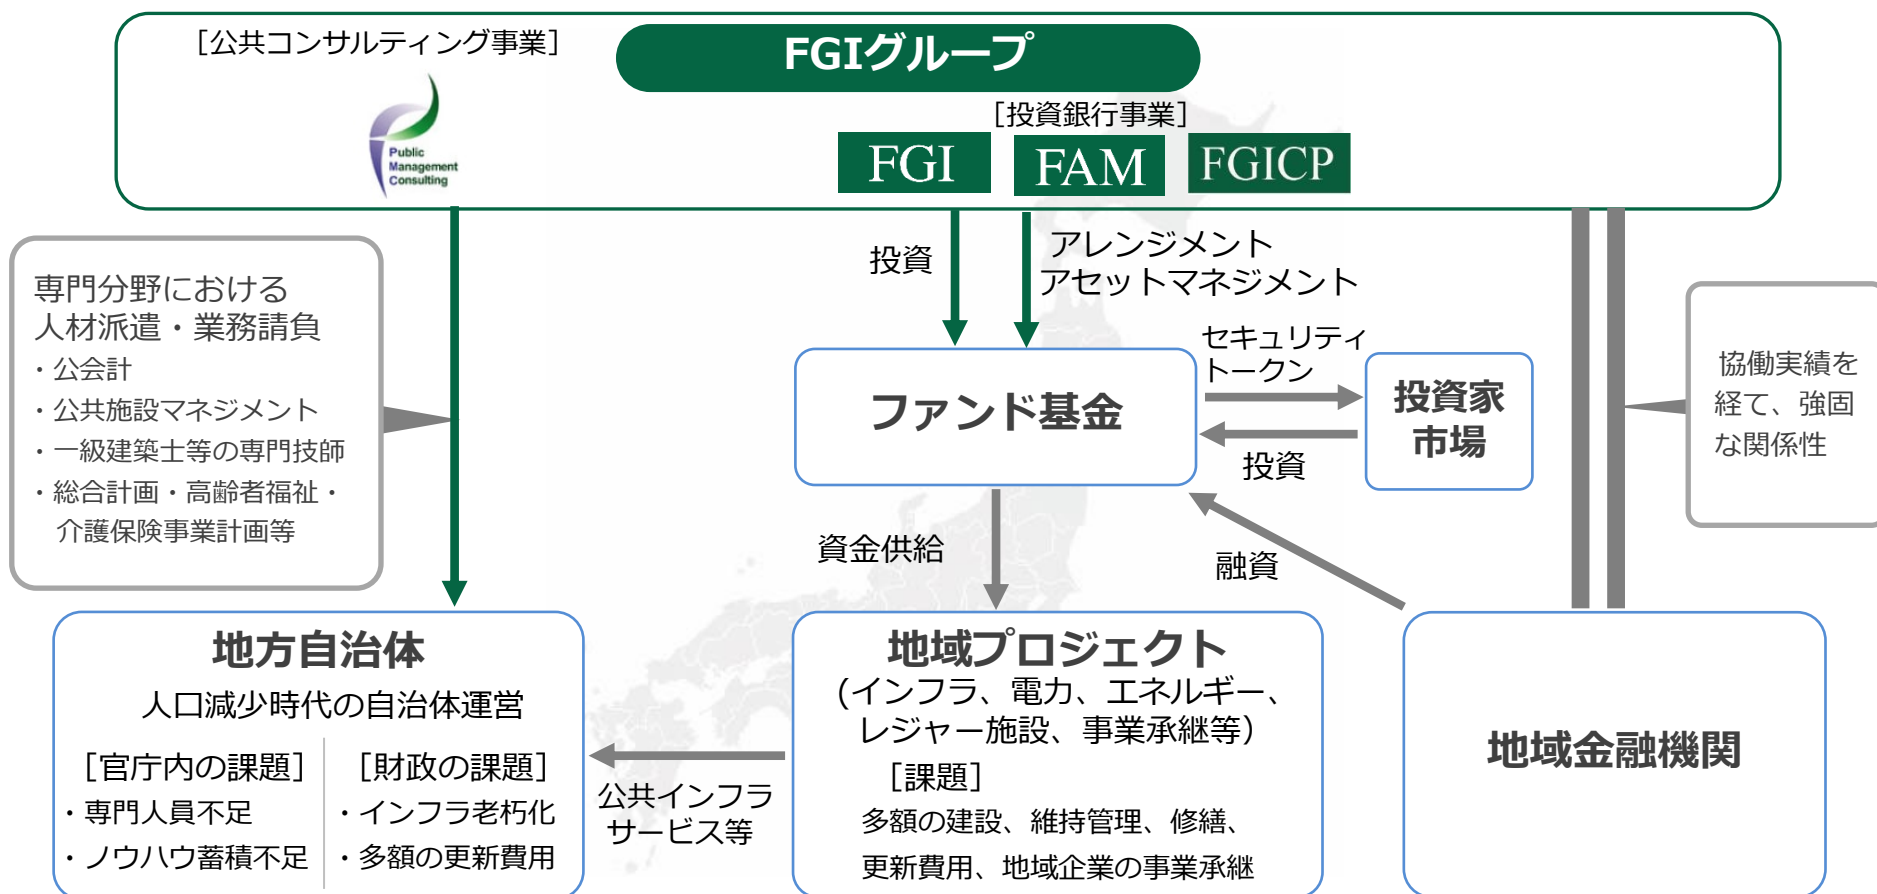 ［公共コンサルティング事業］
FGIグループ
Public
Management
Consulting
［投資銀行事業］
FGI
FAM
FGICP
専門分野における
人材派遣・業務請負
・公会計
・公共施設マネジメント
・一級建築士等の専門技師
・総合計画・高齢者福祉・
介護保険事業計画等
投資
アレンジメント
アセットマネジメント
ファンド基金
セキュリティ
トークン
投資
投資家
市場
協働実績を
経て、強固
な関係性
資金供給
融資
地方自治体
人口減少時代の自治体運営
［官庁内の課題］
・専門人員不足
・ノウハウ蓄積不足
［財政の課題］
・インフラ老朽化
・多額の更新費用
公共インフラ
サービス等
地域プロジェクト
(インフラ、電力、エネルギー、
レジャー施設、事業承継等)
［課題］
多額の建設、維持管理、修繕、
更新費用、地域企業の事業承継
地域金融機関